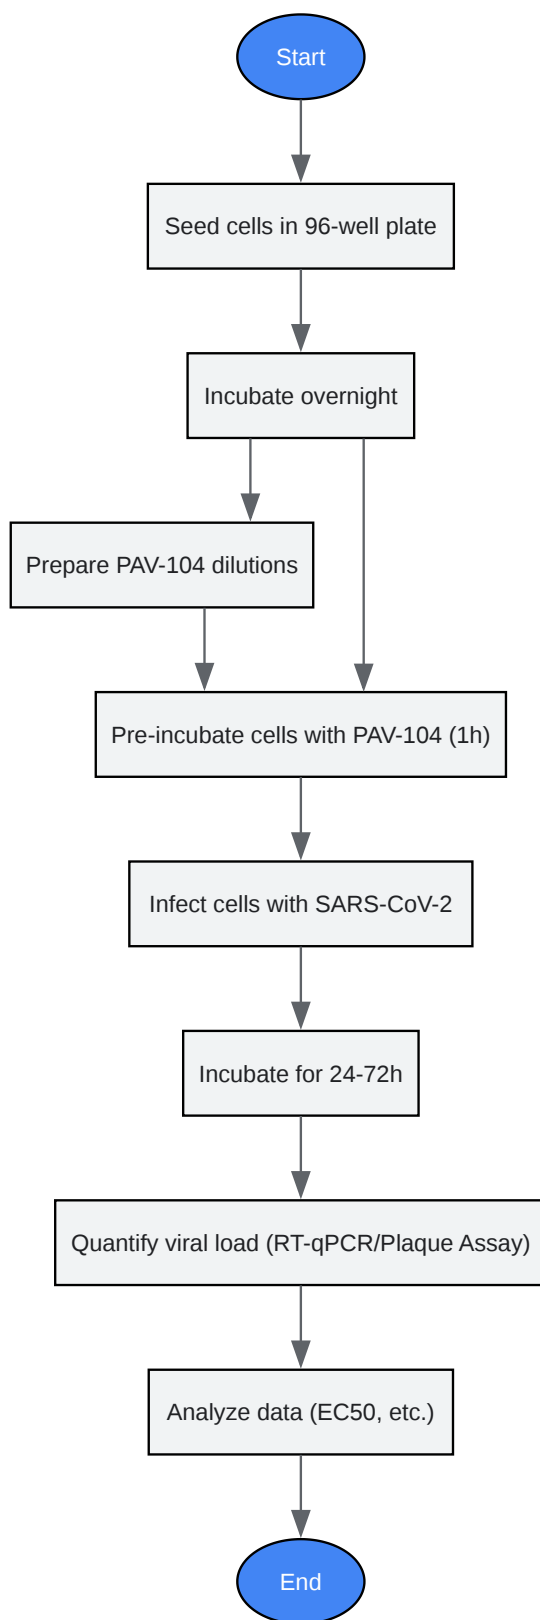 Start
Seed cells in 96-well plate
Incubate overnight
Prepare PAV-104 dilutions
Pre-incubate cells with PAV-104 (1h)
Infect cells with SARS-CoV-2
Incubate for 24-72h
Quantify viral load (RT-qPCR/Plaque Assay)
Analyze data (EC50, etc.)
End